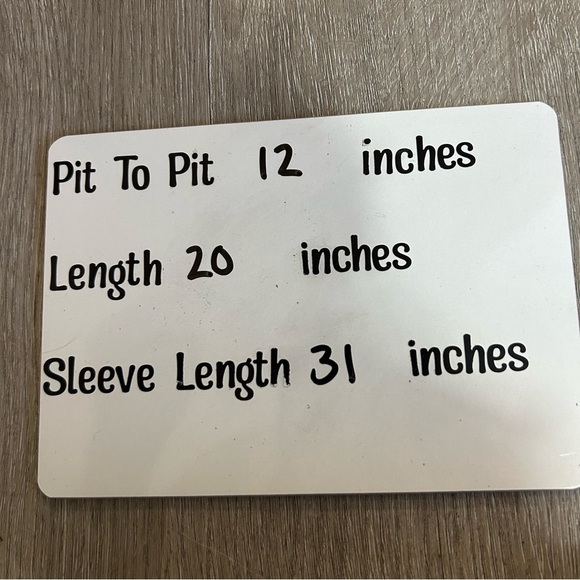 Pit To Pit 12 inches
Length 20 inches
Sleeve Length 31 inches